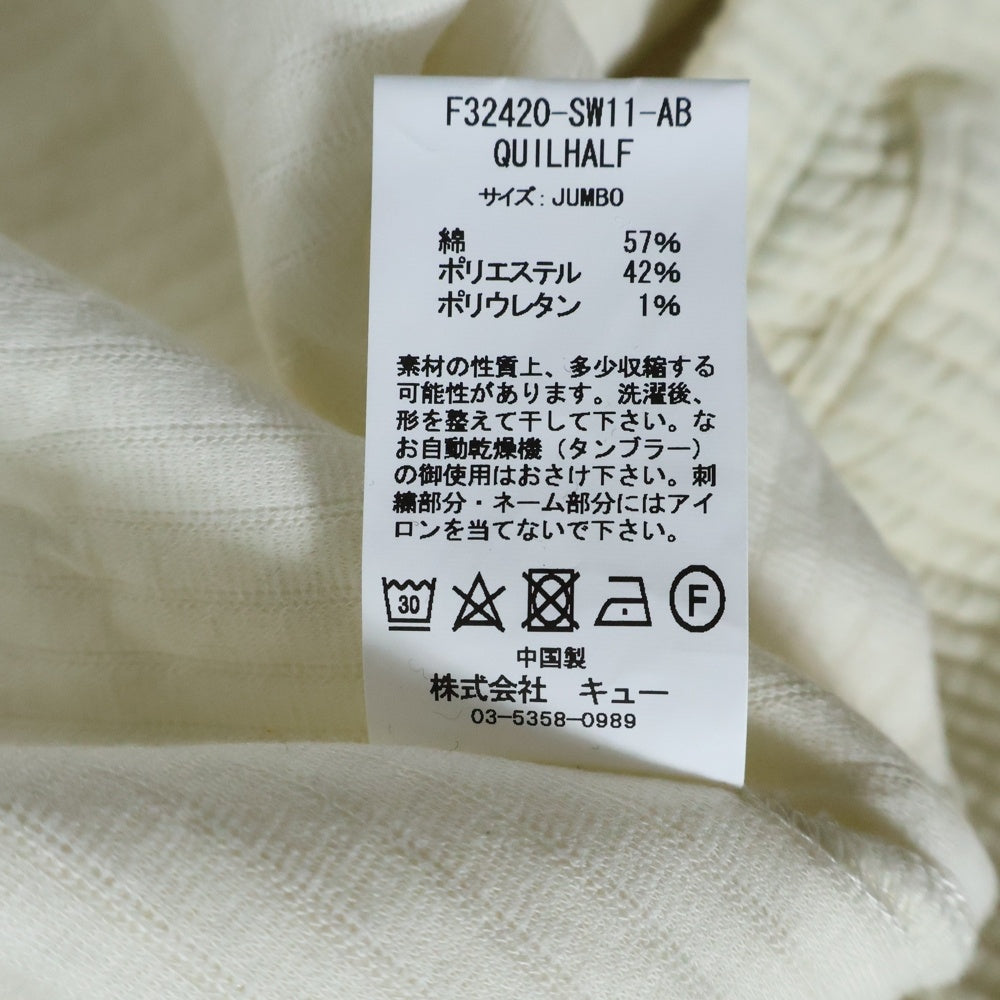 F32420-SW11-AB
QUILHALF
サイズ：JUMBO
綿 57%
ポリエステル 42%
ポリウレタン 1%
素材の性質上、多少収縮する
可能性があります。洗濯後、
形を整えて干して下さい。な
お自動乾燥機（タンブラー）
の御使用はおさけ下さい。刺
繍部分・ネーム部分にはアイ
ロンを当てないで下さい。
30 F
中国製
株式会社 キュー
03-5358-0989